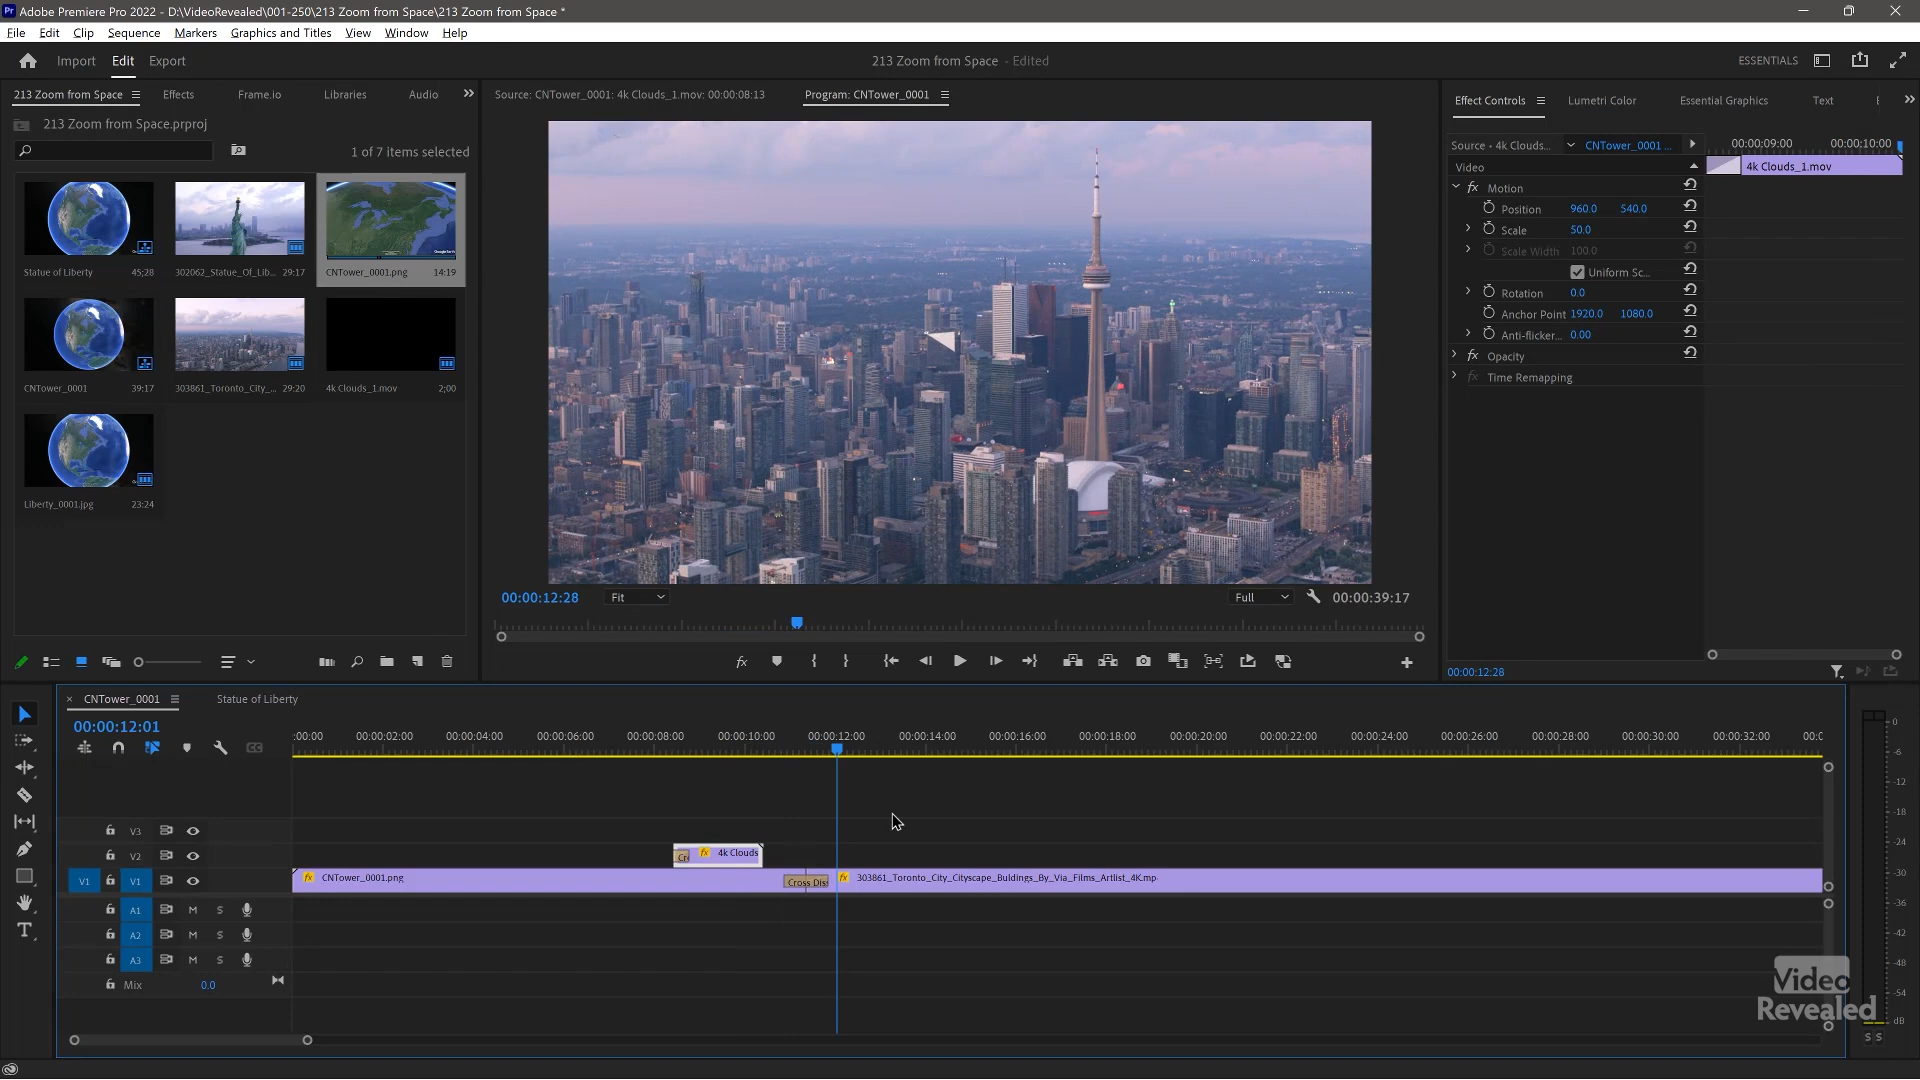 Pr Adobe Premiere Pro 2022 - D:\VideoRevealed\001-250\213 Zoom from Space\213 Zoom from Space *
File Edit Clip Sequence Markers Graphics and Titles View Window Help
Import Edit Export
213 Zoom from Space - Edited
ESSENTIALS
213 Zoom from Space Effects Frame.io Libraries Audio
213 Zoom from Space.prproj
1 of 7 items selected
Statue of Liberty 45;28
302062_Statue_Of_Lib... 29:17
CNTower_0001.png 14:19
CNTower_0001 39:17
303861_Toronto_City_... 29:20
4k Clouds_1.mov 2;00
Liberty_0001.jpg 23:24
Source: CNTower_0001: 4k Clouds_1.mov: 00:00:08:13
Program: CNTower_0001
00:00:12:28 Fit Full 00:00:39:17
Effect Controls Lumetri Color Essential Graphics Text
Source • 4k Clouds... CNTower_0001 ... 00:00:09:00 00:00:10:00
Video 4k Clouds_1.mov
fx Motion
Position 960.0 540.0
Scale 50.0
Scale Width 100.0
Uniform Sc...
Rotation 0.0
Anchor Point 1920.0 1080.0
Anti-flicker... 0.00
fx Opacity
fx Time Remapping
00:00:12:28
× CNTower_0001 Statue of Liberty
00:00:12:01
:00:00 00:00:02:00 00:00:04:00 00:00:06:00 00:00:08:00 00:00:10:00 00:00:12:00 00:00:14:00 00:00:16:00 00:00:18:00 00:00:20:00 00:00:22:00 00:00:24:00 00:00:26:00 00:00:28:00 00:00:30:00 00:00:32:00 00:0
V3
V2 Cr fx 4k Clouds
V1 V1 fx CNTower_0001.png Cross Dis fx 303861_Toronto_City_Cityscape_Buldings_By_Via_Films_Artlist_4K.mp
A1 M S
A2 M S
A3 M S
Mix 0.0
0
-6
-12
-18
-24
-30
-36
-42
-48
-54
dB
S S
Video
Revealed